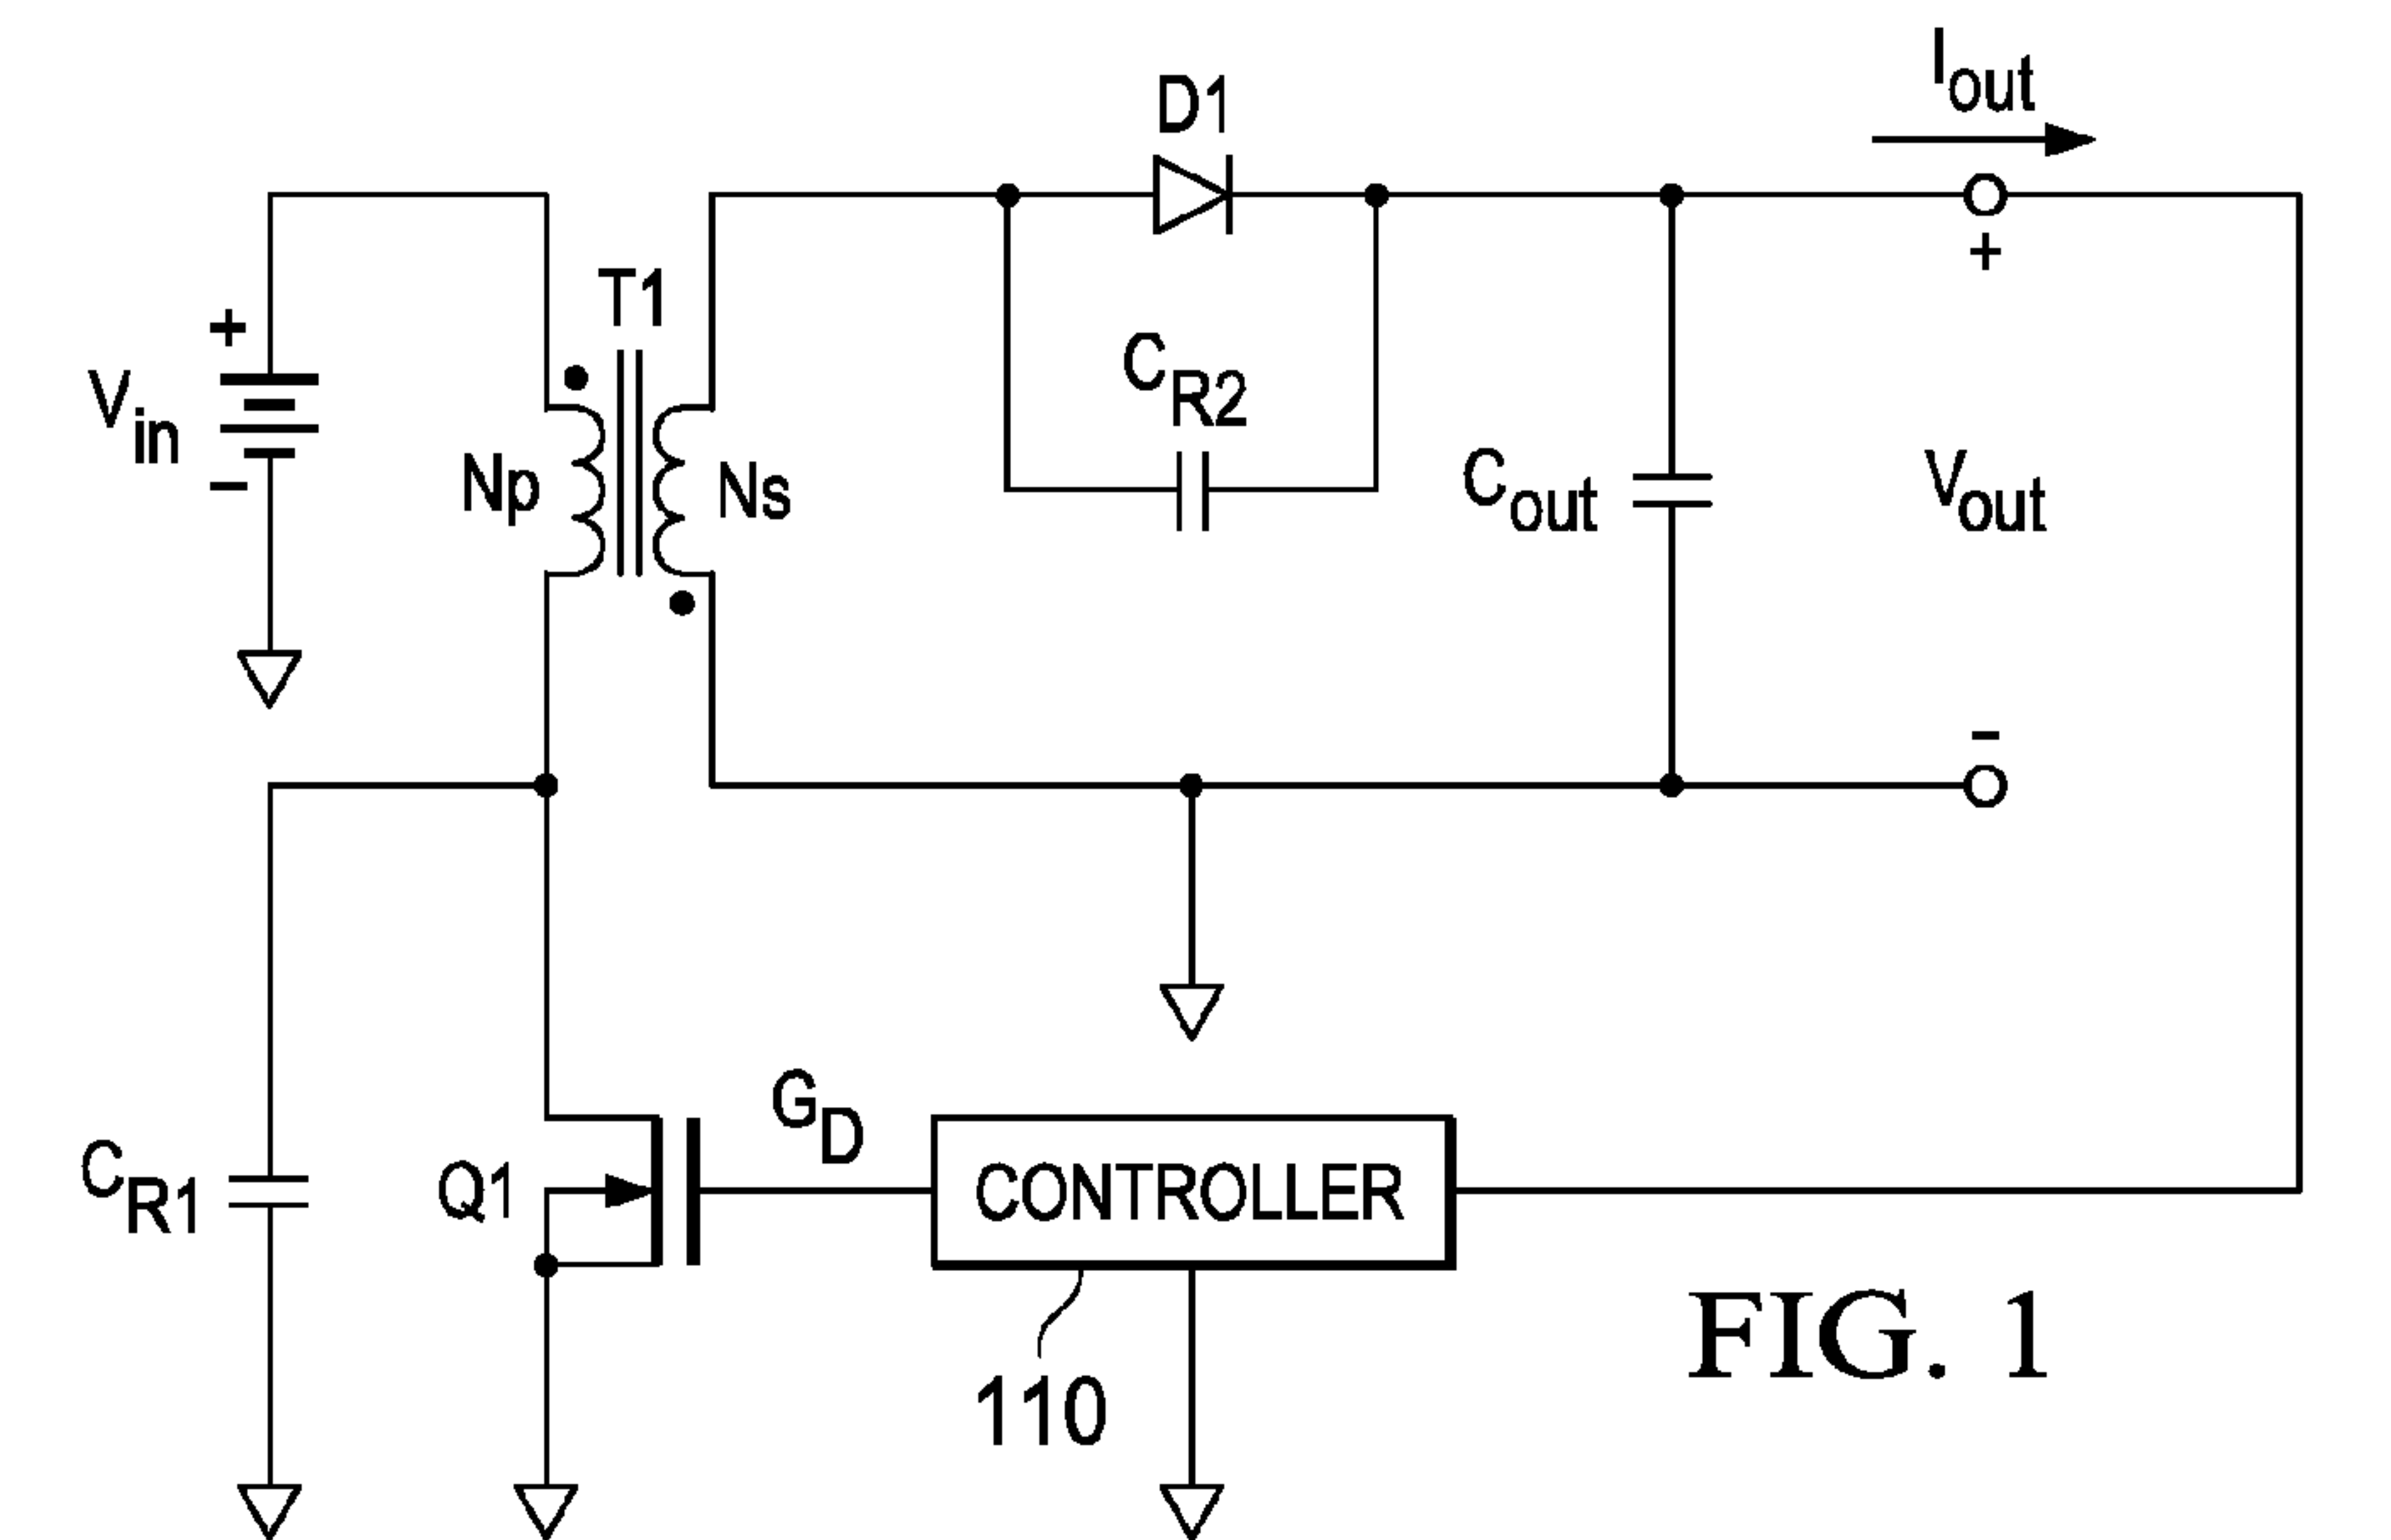 Iout
D1
T1
+
+
CR2
Vin
Np
Ns
Cout
Vout
-
-
GD
CR1
Q1
CONTROLLER
110
FIG. 1